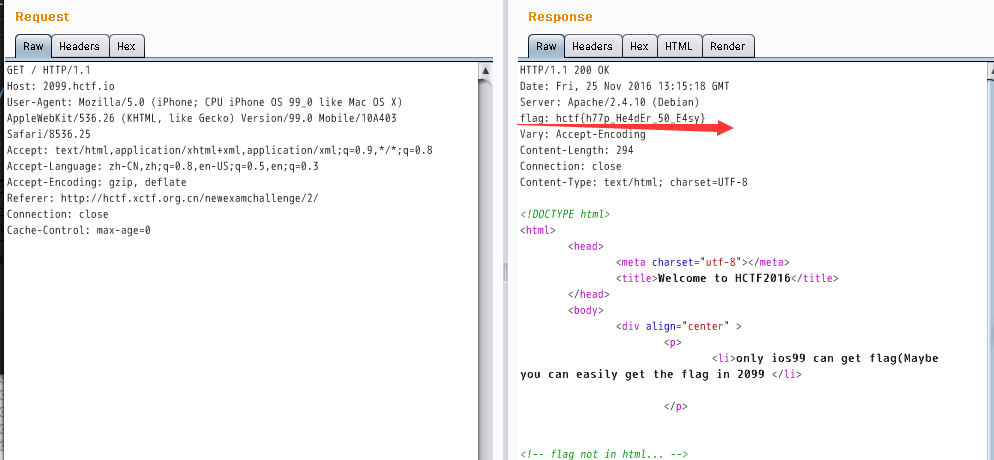 Request
Raw Headers Hex
GET / HTTP/1.1
Host: 2099.hctf.io
User-Agent: Mozilla/5.0 (iPhone; CPU iPhone OS 99_0 like Mac OS X)
AppleWebKit/536.26 (KHTML, like Gecko) Version/99.0 Mobile/10A403
Safari/8536.25
Accept: text/html,application/xhtml+xml,application/xml;q=0.9,*/*;q=0.8
Accept-Language: zh-CN,zh;q=0.8,en-US;q=0.5,en;q=0.3
Accept-Encoding: gzip, deflate
Referer: http://hctf.xctf.org.cn/newexamchallenge/2/
Connection: close
Cache-Control: max-age=0
Response
Raw Headers Hex HTML Render
HTTP/1.1 200 OK
Date: Fri, 25 Nov 2016 13:15:18 GMT
Server: Apache/2.4.10 (Debian)
flag: hctf{h77p_He4dEr_50_E4sy}
Vary: Accept-Encoding
Content-Length: 294
Connection: close
Content-Type: text/html; charset=UTF-8
<!DOCTYPE html>
<html>
<head>
<meta charset="utf-8"></meta>
<title>Welcome to HCTF2016</title>
</head>
<body>
<div align="center" >
<p>
<li>only ios99 can get flag(Maybe
you can easily get the flag in 2099 </li>
</p>
<!-- flag not in html... -->